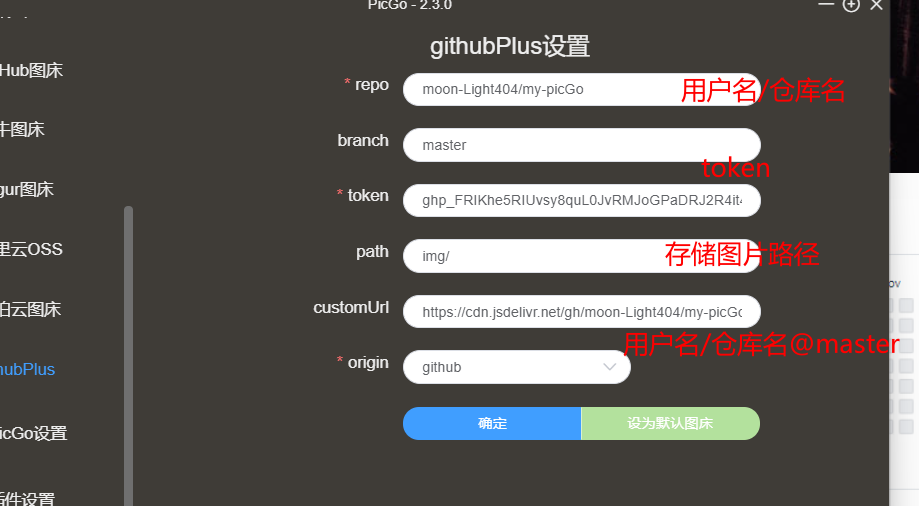 PicGo - 2.3.0
githubPlus设置
Hub图床
牛图床
gur图床
里云OSS
拍云图床
hubPlus
icGo设置
插件设置
* repo
moon-Light404/my-picGo
用户名/仓库名
branch
master
token
* token
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
path
img/
存储图片路径
customUrl
https://cdn.jsdelivr.net/gh/moon-Light404/my-picGo
用户名/仓库名@master
* origin
github
确定
设为默认图床
ov